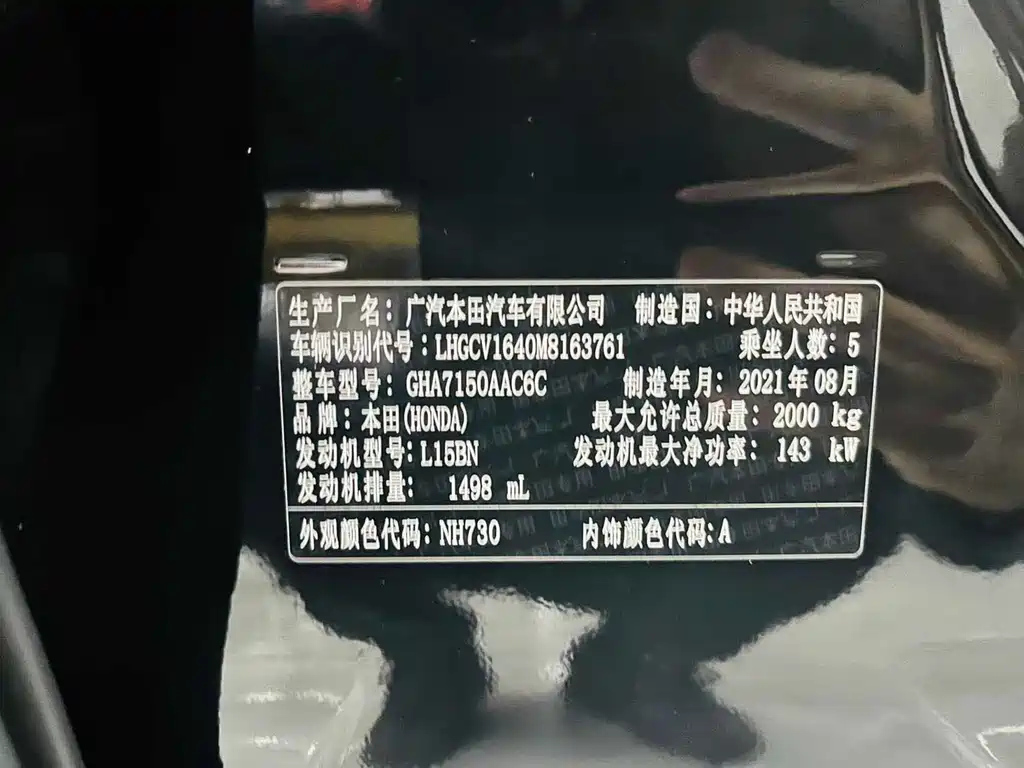 生产厂名：广汽本田汽车有限公司 制造国：中华人民共和国
车辆识别代号：LHGCV1640M8163761 乘坐人数：5
整车型号：GHA7150AAC6C 制造年月：2021年08月
品牌：本田(HONDA) 最大允许总质量：2000 kg
发动机型号：L15BN 发动机最大净功率：143 kW
发动机排量：1498 mL
外观颜色代码：NH730 内饰颜色代码：A